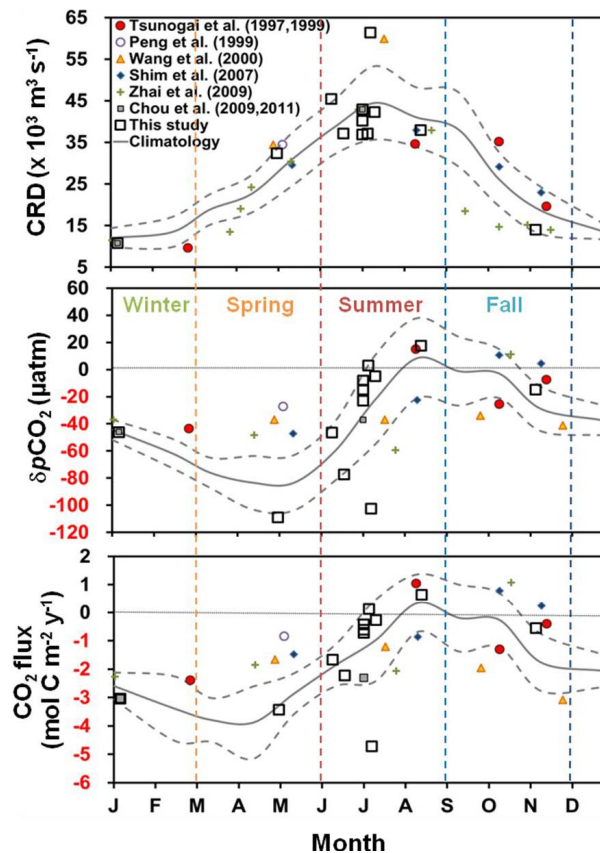 65
55
45
35
25
15
5
CRD (x 10³ m³ s⁻¹)
Tsunogai et al. (1997,1999)
Peng et al. (1999)
Wang et al. (2000)
Shim et al. (2007)
Zhai et al. (2009)
Chou et al. (2009,2011)
This study
Climatology
60
40
20
0
-20
-40
-60
-80
-100
-120
δpCO₂ (µatm)
Winter Spring Summer Fall
2
1
0
-1
-2
-3
-4
-5
-6
CO₂ flux
(mol C m⁻² y⁻¹)
J F M A M J J A S O N D
Month